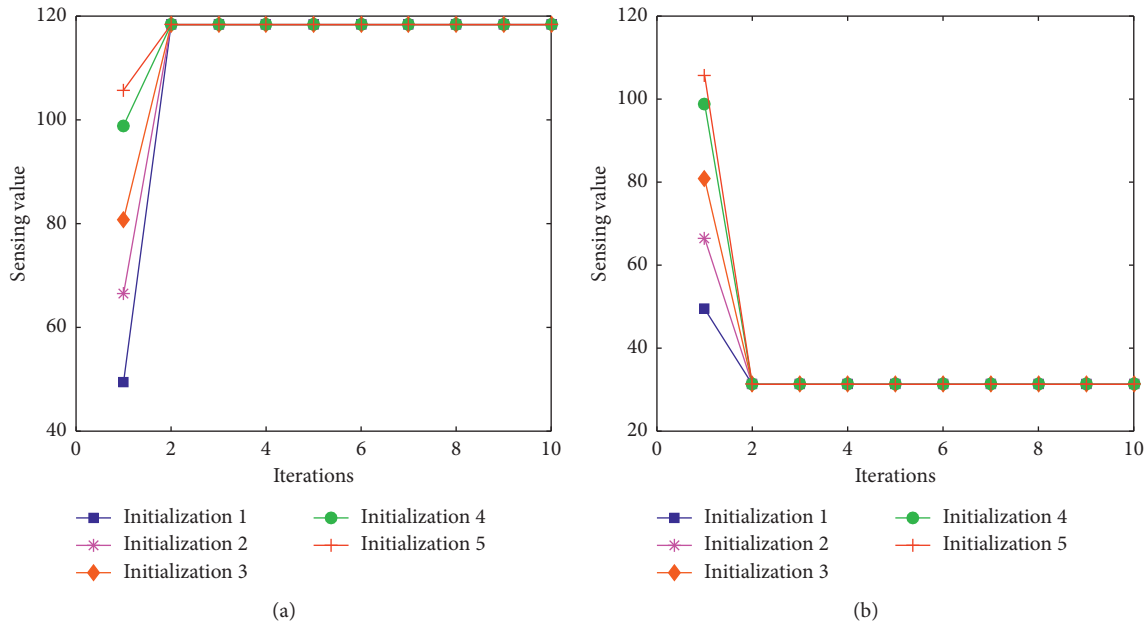 120
100
80
60
40
Sensing value
0 2 4 6 8 10
Iterations
Initialization 1
Initialization 2
Initialization 3
Initialization 4
Initialization 5
(a)
120
100
80
60
40
20
Sensing value
0 2 4 6 8 10
Iterations
Initialization 1
Initialization 2
Initialization 3
Initialization 4
Initialization 5
(b)